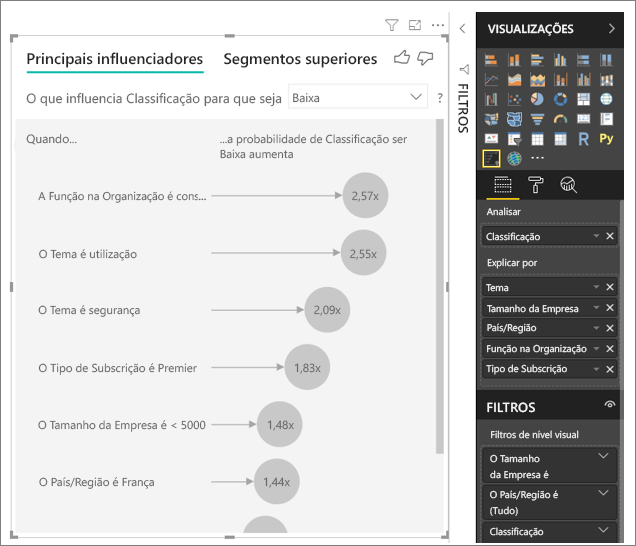 Principais influenciadores
Segmentos superiores
O que influencia Classificação para que seja
Baixa
?
Quando...
...a probabilidade de Classificação ser
Baixa aumenta
A Função na Organização é cons...
2,57x
O Tema é utilização
2,55x
O Tema é segurança
2,09x
O Tipo de Subscrição é Premier
1,83x
O Tamanho da Empresa é < 5000
1,48x
O País/Região é França
1,44x
FILTROS
VISUALIZAÇÕES
R
Py
Analisar
Classificação
Explicar por
Tema
Tamanho da Empresa
País/Região
Função na Organização
Tipo de Subscrição
FILTROS
Filtros de nível visual
O Tamanho
da Empresa é
O País/Região é
(Tudo)
Classificação